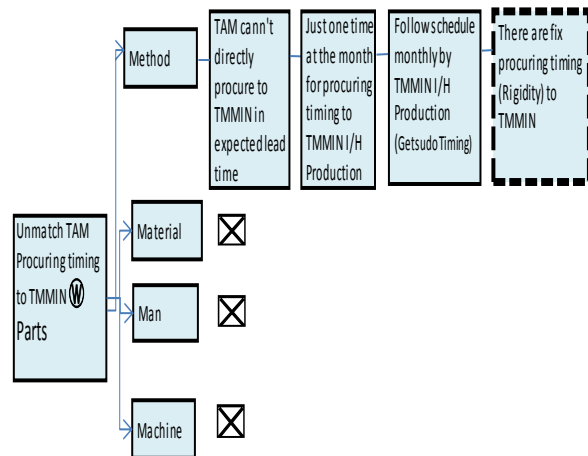 Method
TAM cann't
directly
procure to
TMMIN in
expected lead
time
Just one time
at the month
for procuring
timing to
TMMIN I/H
Production
Follow schedule
monthly by
TMMIN I/H
Production
(Getsudo Timing)
There are fix
procuring timing
(Rigidity) to
TMMIN
Unmatch TAM
Procuring timing
to TMMIN Ⓦ
Parts
Material
Man
Machine